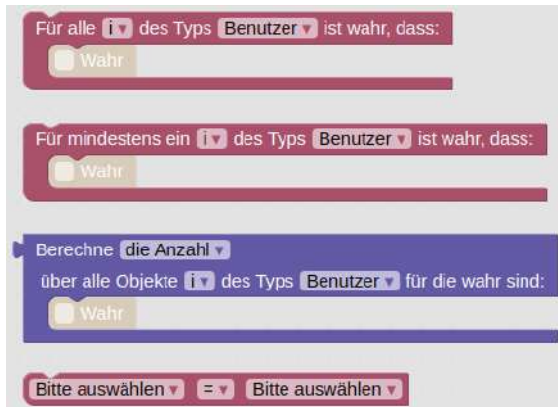 Für alle i des Typs Benutzer ist wahr, dass:
Wahr
Für mindestens ein i des Typs Benutzer ist wahr, dass:
Wahr
Berechne die Anzahl
über alle Objekte i des Typs Benutzer für die wahr sind:
Wahr
Bitte auswählen = Bitte auswählen